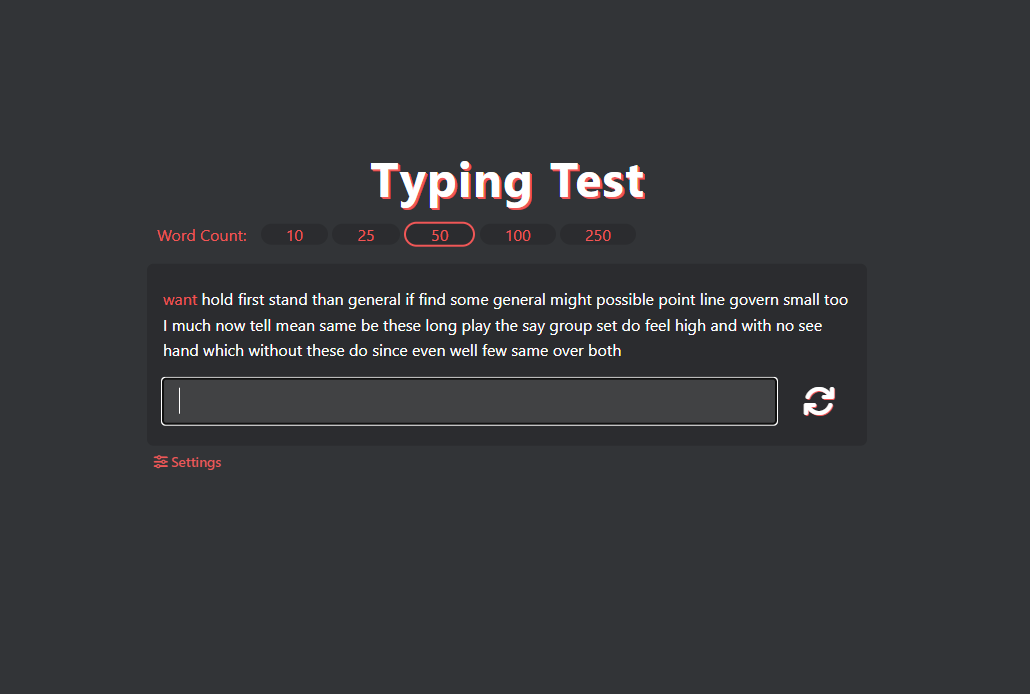 Typing Test
Word Count: 10 25 50 100 250
want hold first stand than general if find some general might possible point line govern small too
I much now tell mean same be these long play the say group set do feel high and with no see
hand which without these do since even well few same over both
Settings